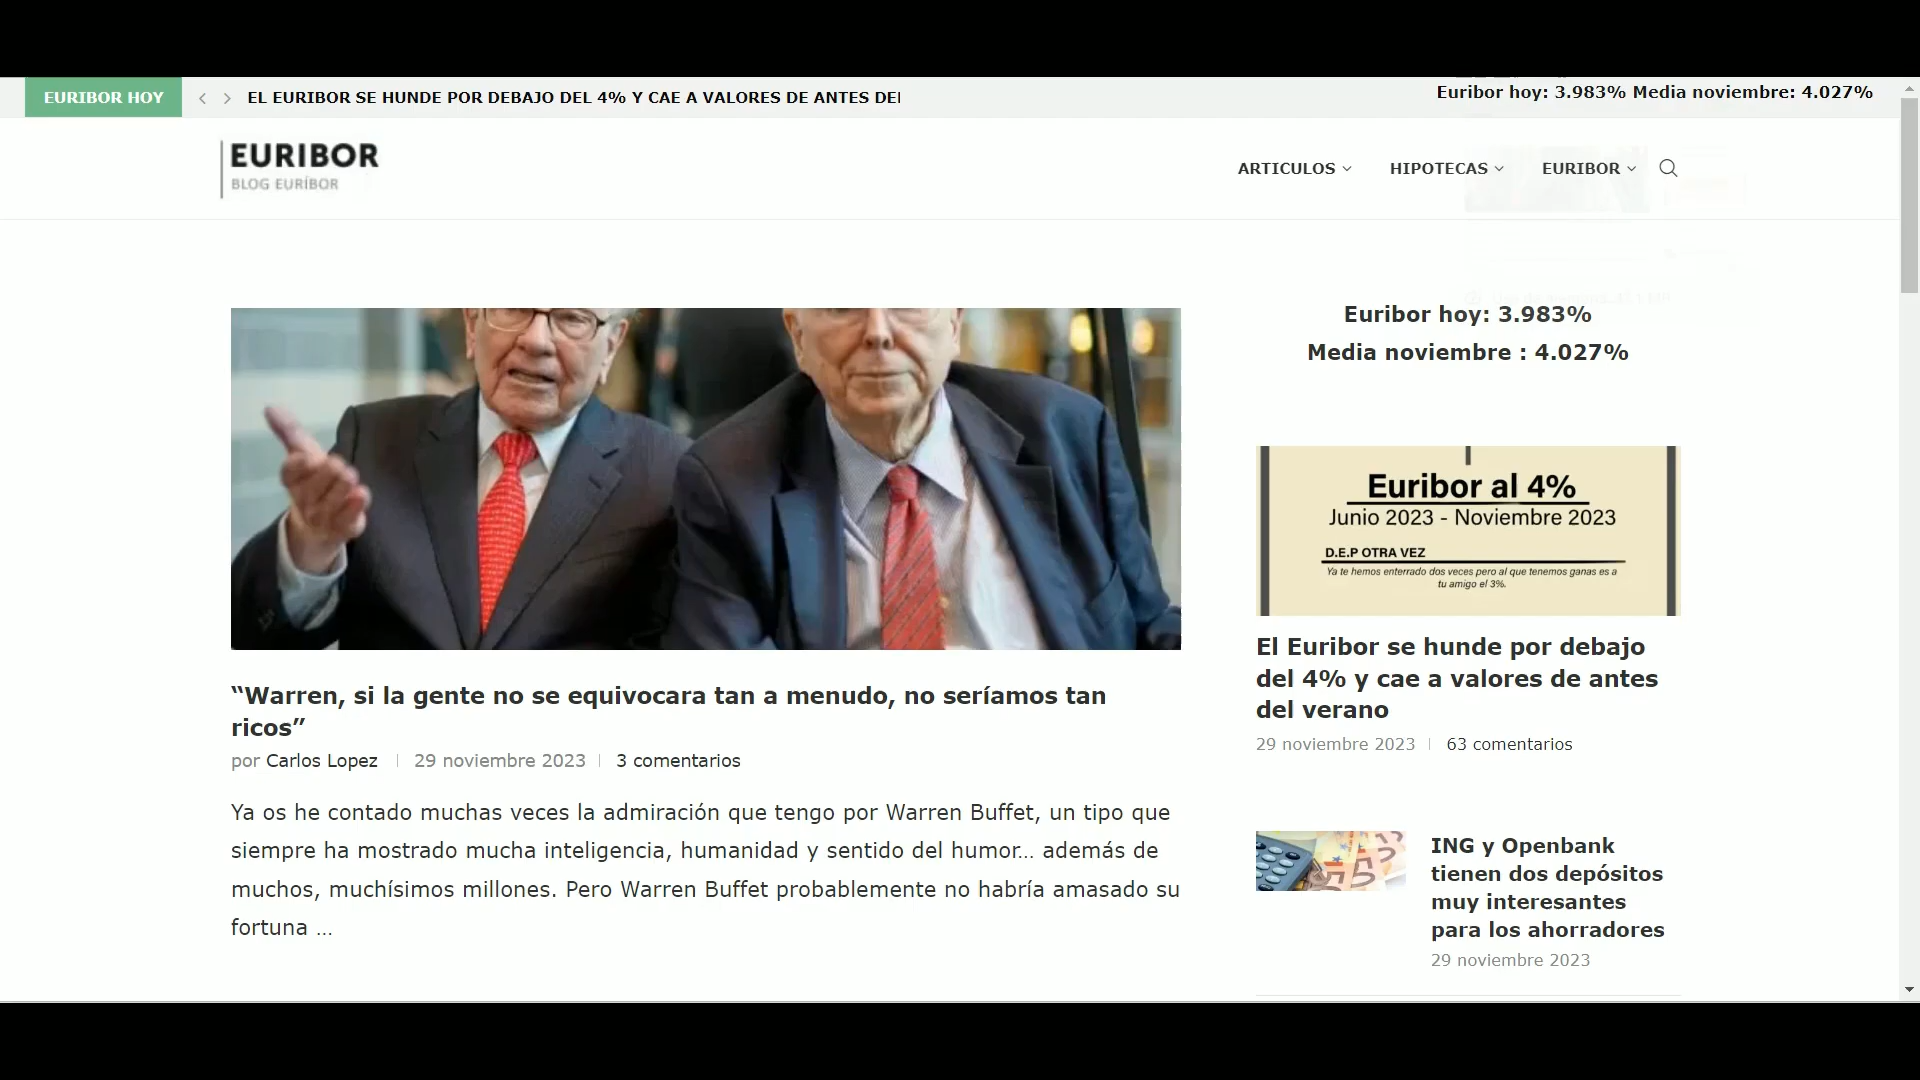 EURIBOR HOY
EL EURIBOR SE HUNDE POR DEBAJO DEL 4% Y CAE A VALORES DE ANTES DEL
Euribor hoy: 3.983% Media noviembre: 4.027%
EURIBOR
BLOG EURÍBOR
ARTICULOS
HIPOTECAS
EURIBOR
“Warren, si la gente no se equivocara tan a menudo, no seríamos tan
ricos”
por Carlos Lopez
29 noviembre 2023
3 comentarios
Ya os he contado muchas veces la admiración que tengo por Warren Buffet, un tipo que
siempre ha mostrado mucha inteligencia, humanidad y sentido del humor… además de
muchos, muchísimos millones. Pero Warren Buffet probablemente no habría amasado su
fortuna …
Euribor hoy: 3.983%
Media noviembre : 4.027%
Euribor al 4%
Junio 2023 - Noviembre 2023
D.E.P OTRA VEZ
Ya te hemos enterrado dos veces pero al que tenemos ganas es a
tu amigo el 3%.
El Euribor se hunde por debajo
del 4% y cae a valores de antes
del verano
29 noviembre 2023
63 comentarios
ING y Openbank
tienen dos depósitos
muy interesantes
para los ahorradores
29 noviembre 2023